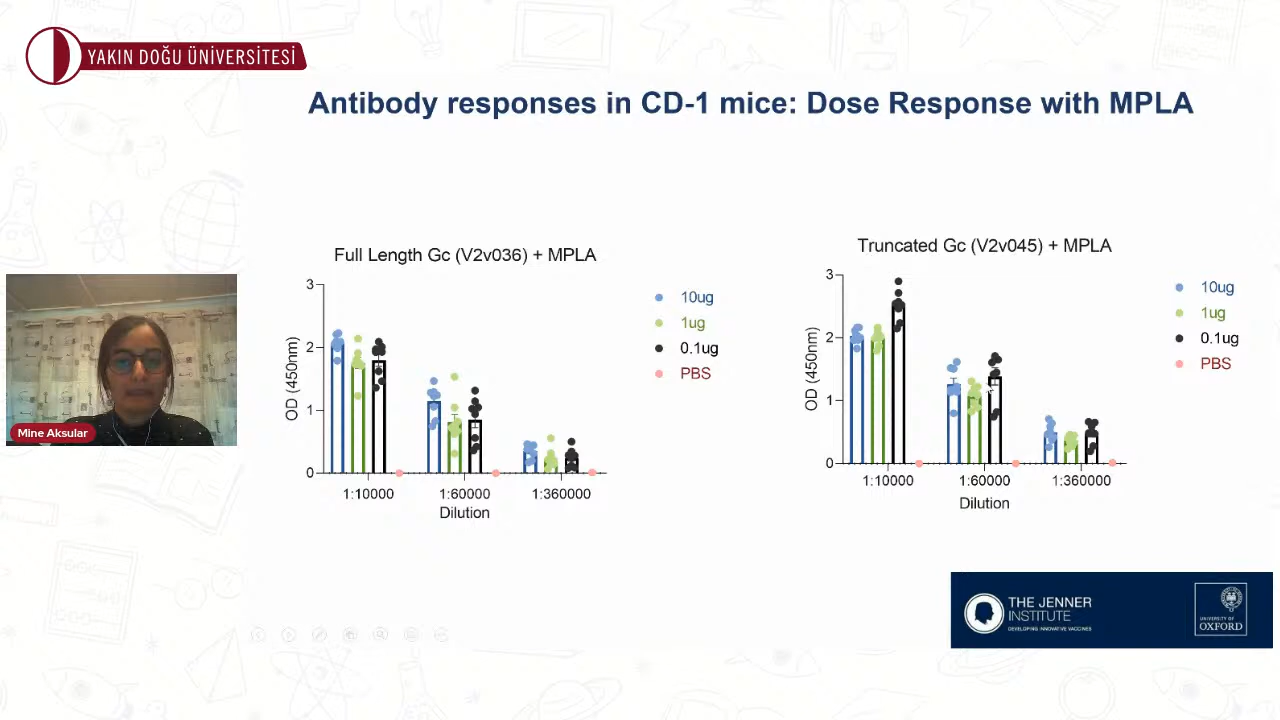 YAKIN DOĞU ÜNİVERSİTESİ
Antibody responses in CD-1 mice: Dose Response with MPLA
Full Length Gc (V2v036) + MPLA
3
2
1
0
OD (450nm)
1:10000
1:60000
1:360000
Dilution
10ug
1ug
0.1ug
PBS
Truncated Gc (V2v045) + MPLA
3
2
1
0
OD (450nm)
1:10000
1:60000
1:360000
Dilution
10ug
1ug
0.1ug
PBS
Mine Aksular
THE JENNER
INSTITUTE
DEVELOPING INNOVATIVE VACCINES
UNIVERSITY OF
OXFORD